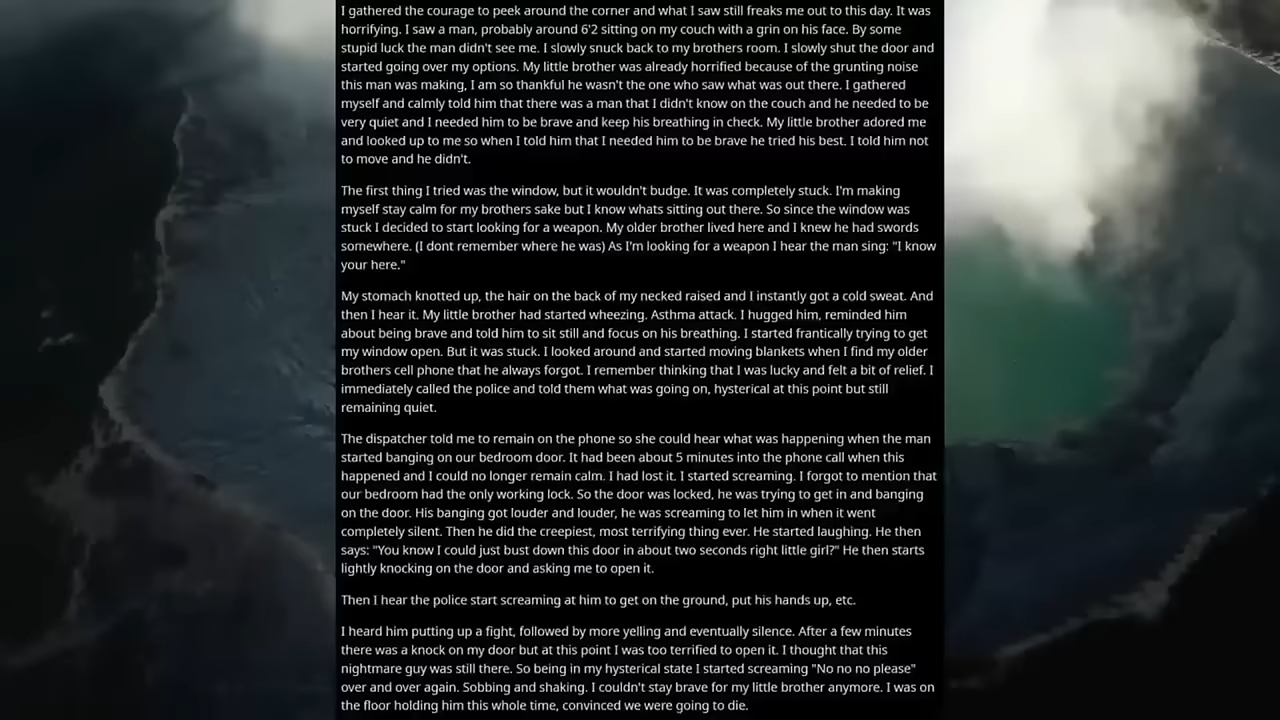 I gathered the courage to peek around the corner and what I saw still freaks me out to this day. It was
horrifying. I saw a man, probably around 6'2 sitting on my couch with a grin on his face. By some
stupid luck the man didn't see me. I slowly snuck back to my brothers room. I slowly shut the door and
started going over my options. My little brother was already horrified because of the grunting noise
this man was making, I am so thankful he wasn't the one who saw what was out there. I gathered
myself and calmly told him that there was a man that I didn't know on the couch and he needed to be
very quiet and I needed him to be brave and keep his breathing in check. My little brother adored me
and looked up to me so when I told him that I needed him to be brave he tried his best. I told him not
to move and he didn't.
The first thing I tried was the window, but it wouldn't budge. It was completely stuck. I'm making
myself stay calm for my brothers sake but I know whats sitting out there. So since the window was
stuck I decided to start looking for a weapon. My older brother lived here and I knew he had swords
somewhere. (I dont remember where he was) As I'm looking for a weapon I hear the man sing: "I know
your here."
My stomach knotted up, the hair on the back of my necked raised and I instantly got a cold sweat. And
then I hear it. My little brother had started wheezing. Asthma attack. I hugged him, reminded him
about being brave and told him to sit still and focus on his breathing. I started frantically trying to get
my window open. But it was stuck. I looked around and started moving blankets when I find my older
brothers cell phone that he always forgot. I remember thinking that I was lucky and felt a bit of relief. I
immediately called the police and told them what was going on, hysterical at this point but still
remaining quiet.
The dispatcher told me to remain on the phone so she could hear what was happening when the man
started banging on our bedroom door. It had been about 5 minutes into the phone call when this
happened and I could no longer remain calm. I had lost it. I started screaming. I forgot to mention that
our bedroom had the only working lock. So the door was locked, he was trying to get in and banging
on the door. His banging got louder and louder, he was screaming to let him in when it went
completely silent. Then he did the creepiest, most terrifying thing ever. He started laughing. He then
says: "You know I could just bust down this door in about two seconds right little girl?" He then starts
lightly knocking on the door and asking me to open it.
Then I hear the police start screaming at him to get on the ground, put his hands up, etc.
I heard him putting up a fight, followed by more yelling and eventually silence. After a few minutes
there was a knock on my door but at this point I was too terrified to open it. I thought that this
nightmare guy was still there. So being in my hysterical state I started screaming "No no no please"
over and over again. Sobbing and shaking. I couldn't stay brave for my little brother anymore. I was on
the floor holding him this whole time, convinced we were going to die.